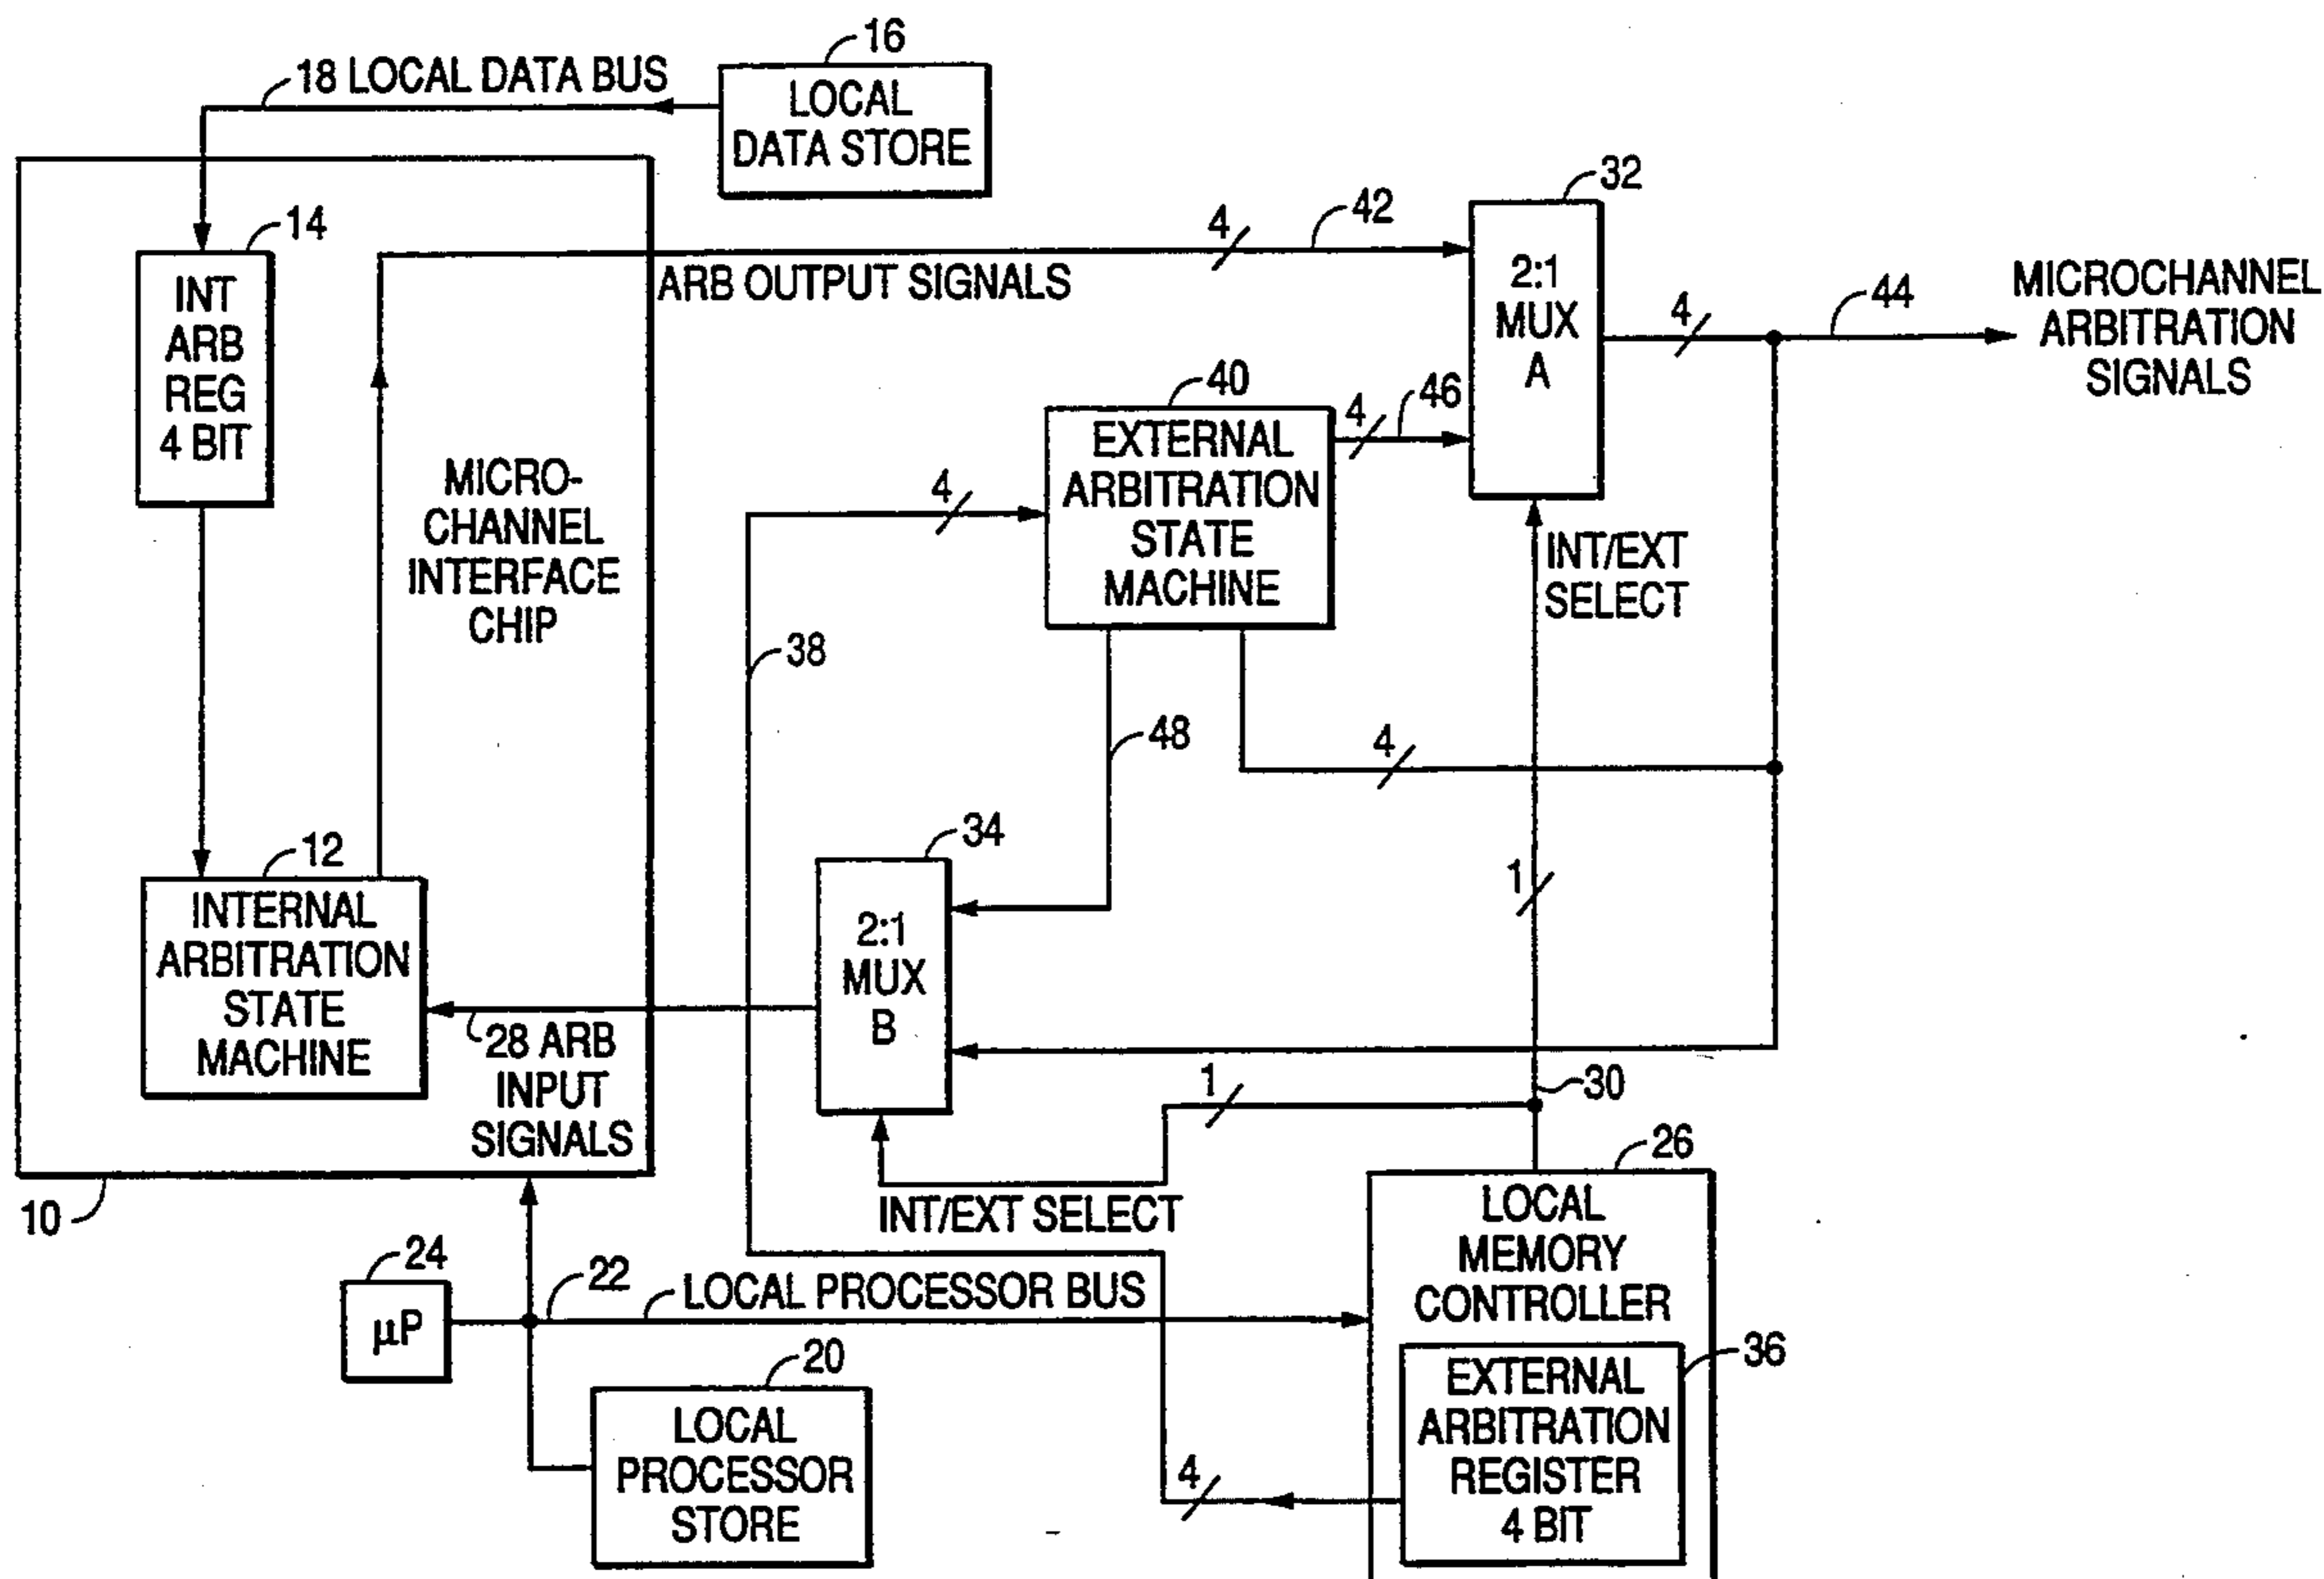 16
18 LOCAL DATA BUS
LOCAL
DATA STORE
32
14
4
42
INT
ARB
REG
4 BIT
ARB OUTPUT SIGNALS
2:1
MUX
A
4
44
MICROCHANNEL
ARBITRATION
SIGNALS
40
4
46
EXTERNAL
ARBITRATION
STATE
MACHINE
MICRO-
CHANNEL
INTERFACE
CHIP
4
INT/EXT
SELECT
38
48
4
12
34
INTERNAL
ARBITRATION
STATE
MACHINE
2:1
MUX
B
1
28 ARB
INPUT
SIGNALS
1
30
26
10
INT/EXT SELECT
LOCAL
MEMORY
CONTROLLER
24
22
LOCAL PROCESSOR BUS
μP
20
36
LOCAL
PROCESSOR
STORE
4
EXTERNAL
ARBITRATION
REGISTER
4 BIT